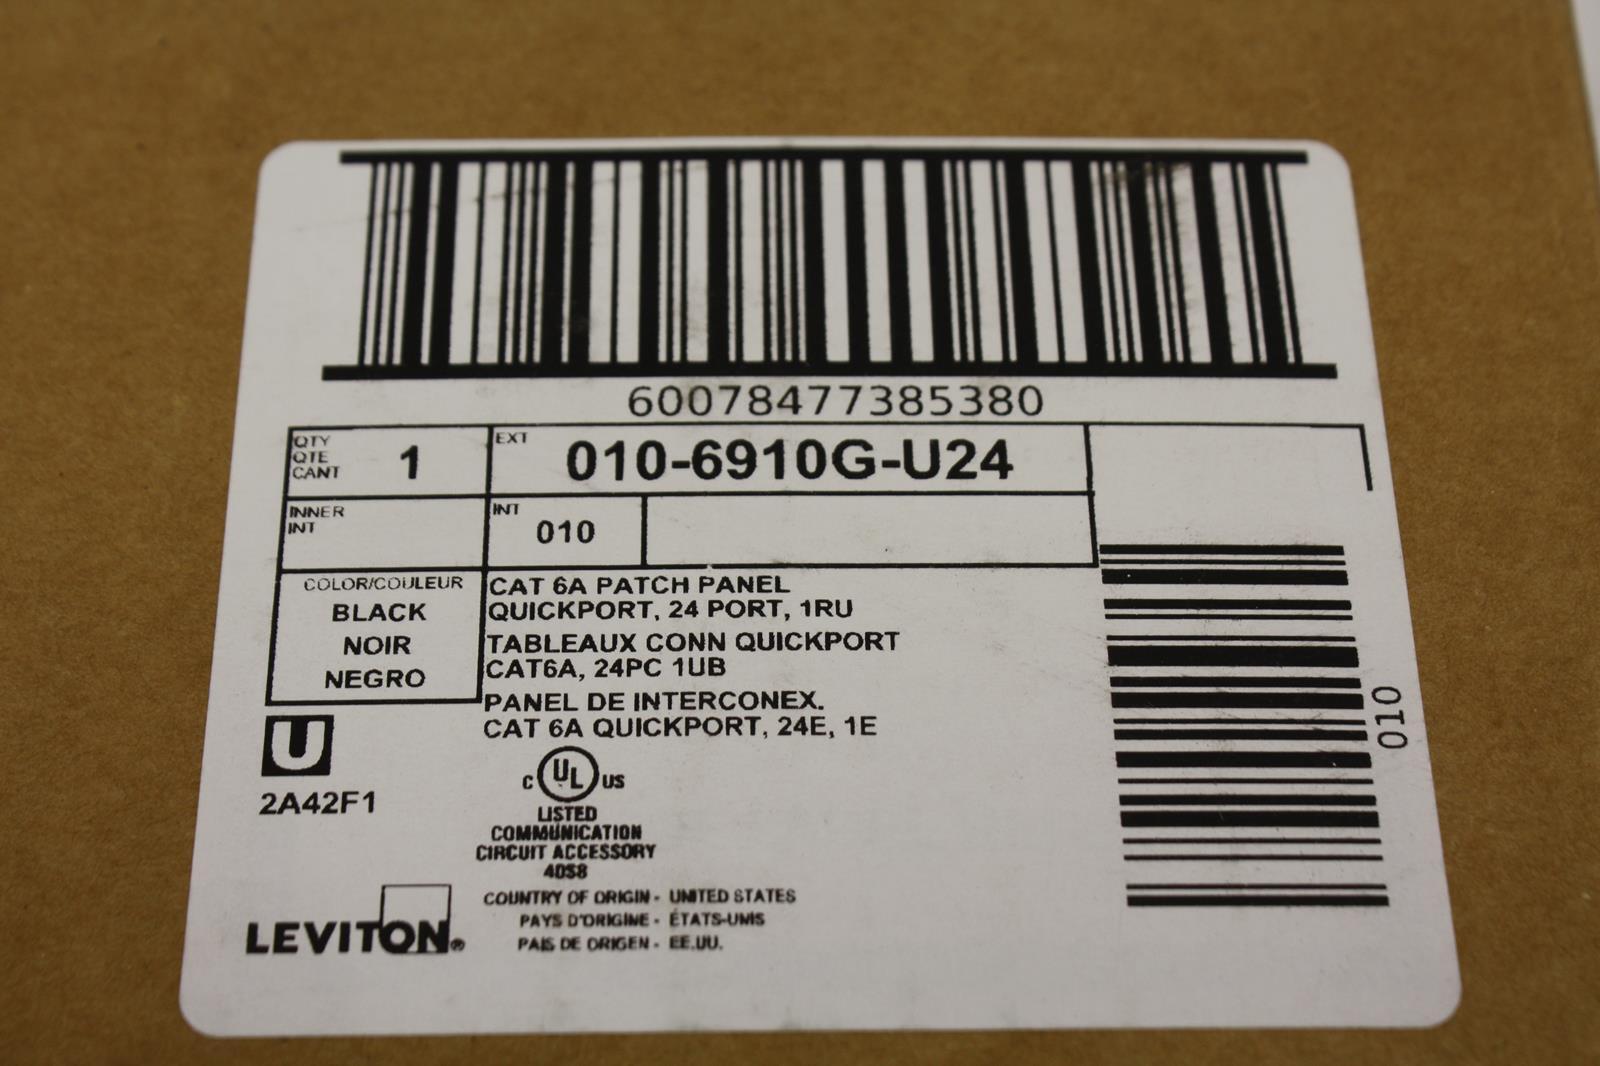 60078477385380
QTY
QTE
CANT
1
EXT
010-6910G-U24
INNER
INT
INT
010
COLOR/COULEUR
BLACK
NOIR
NEGRO
CAT 6A PATCH PANEL
QUICKPORT, 24 PORT, 1RU
TABLEAUX CONN QUICKPORT
CAT6A, 24PC 1UB
PANEL DE INTERCONEX.
CAT 6A QUICKPORT, 24E, 1E
010
U
2A42F1
C UL US
LISTED
COMMUNICATION
CIRCUIT ACCESSORY
40S8
COUNTRY OF ORIGIN - UNITED STATES
PAYS D'ORIGINE - ÉTATS-UNIS
PAIS DE ORIGEN - EE.UU.
LEVITON®